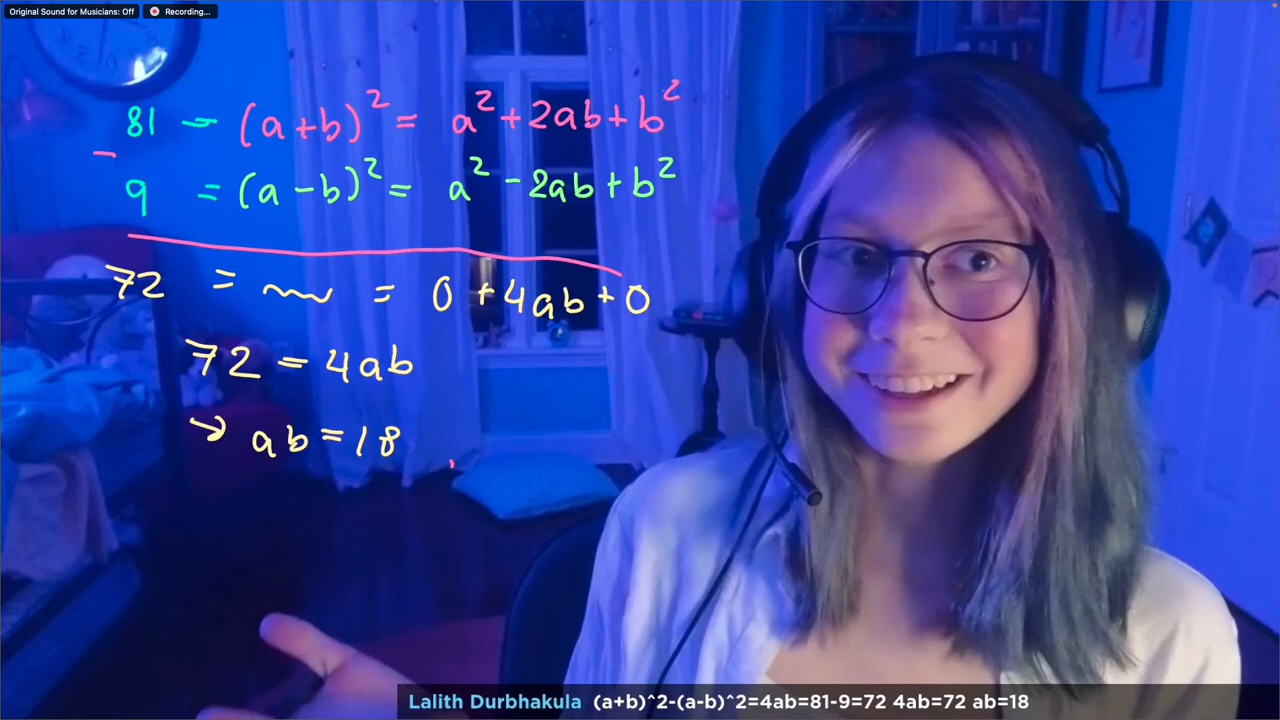 Original Sound for Musicians: Off
Recording...
81 = (a+b)² = a²+2ab+b²
-
9 = (a-b)² = a²-2ab+b²
72 = ~~ = 0+4ab+0
72 = 4ab
→ ab=18
Lalith Durbhakula (a+b)^2-(a-b)^2=4ab=81-9=72 4ab=72 ab=18